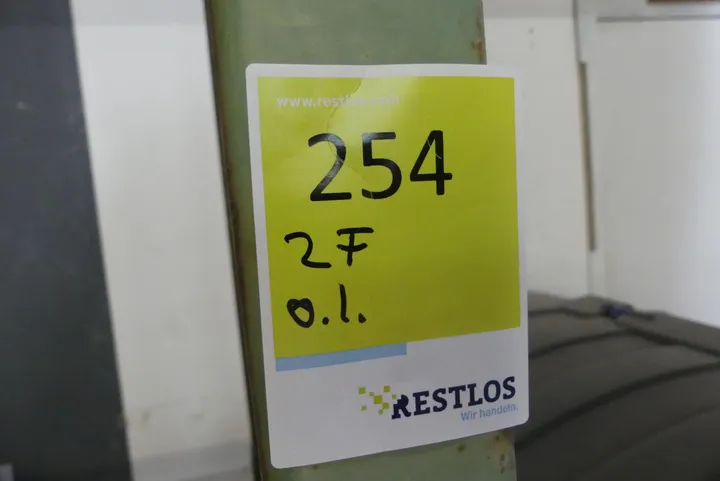 www.restlos.com
254
2F
o.l.
RESTLOS
Wir handeln.